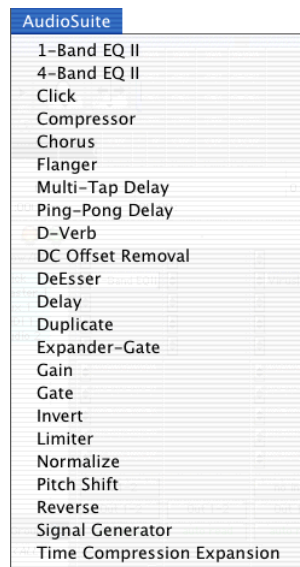 AudioSuite
1-Band EQ II
4-Band EQ II
Click
Compressor
Chorus
Flanger
Multi-Tap Delay
Ping-Pong Delay
D-Verb
DC Offset Removal
DeEsser
Delay
Duplicate
Expander-Gate
Gain
Gate
Invert
Limiter
Normalize
Pitch Shift
Reverse
Signal Generator
Time Compression Expansion